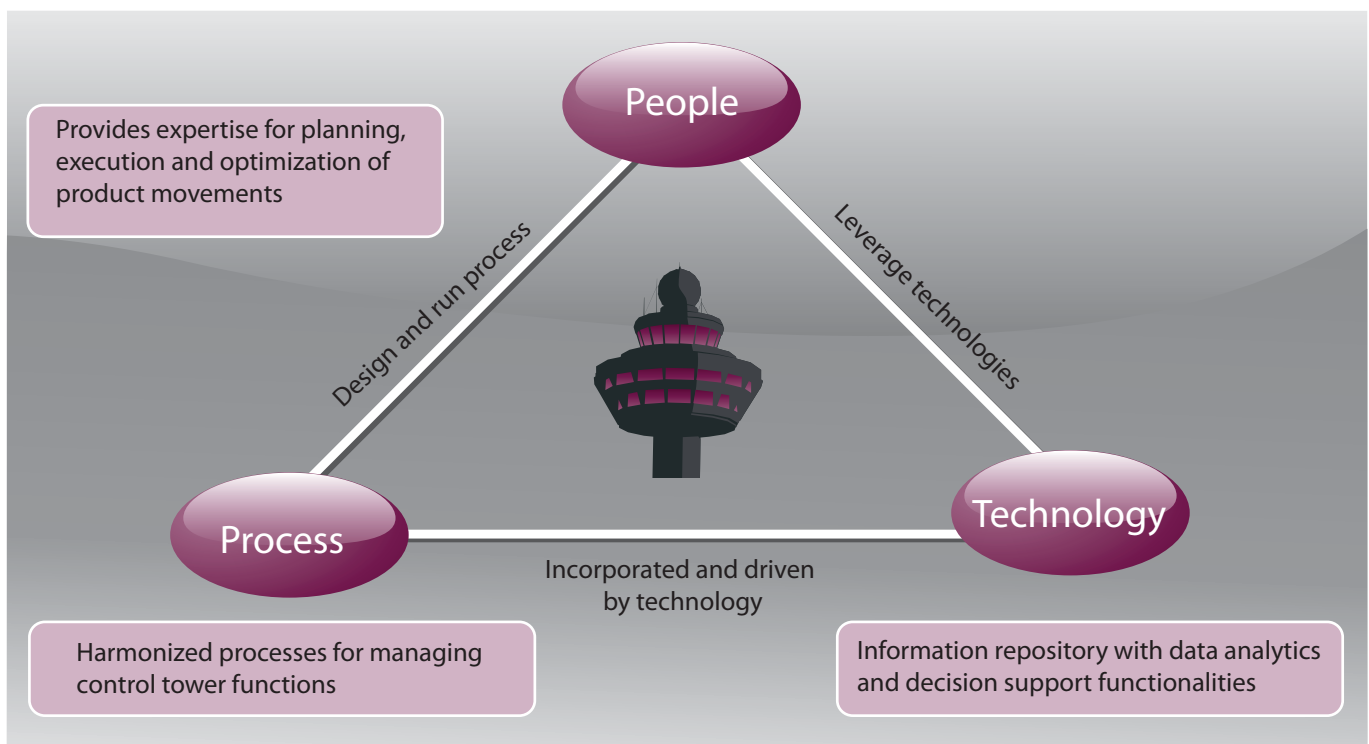 People
Provides expertise for planning,
execution and optimization of
product movements
Design and run process
Leverage technologies
Process
Technology
Incorporated and driven
by technology
Harmonized processes for managing
control tower functions
Information repository with data analytics
and decision support functionalities